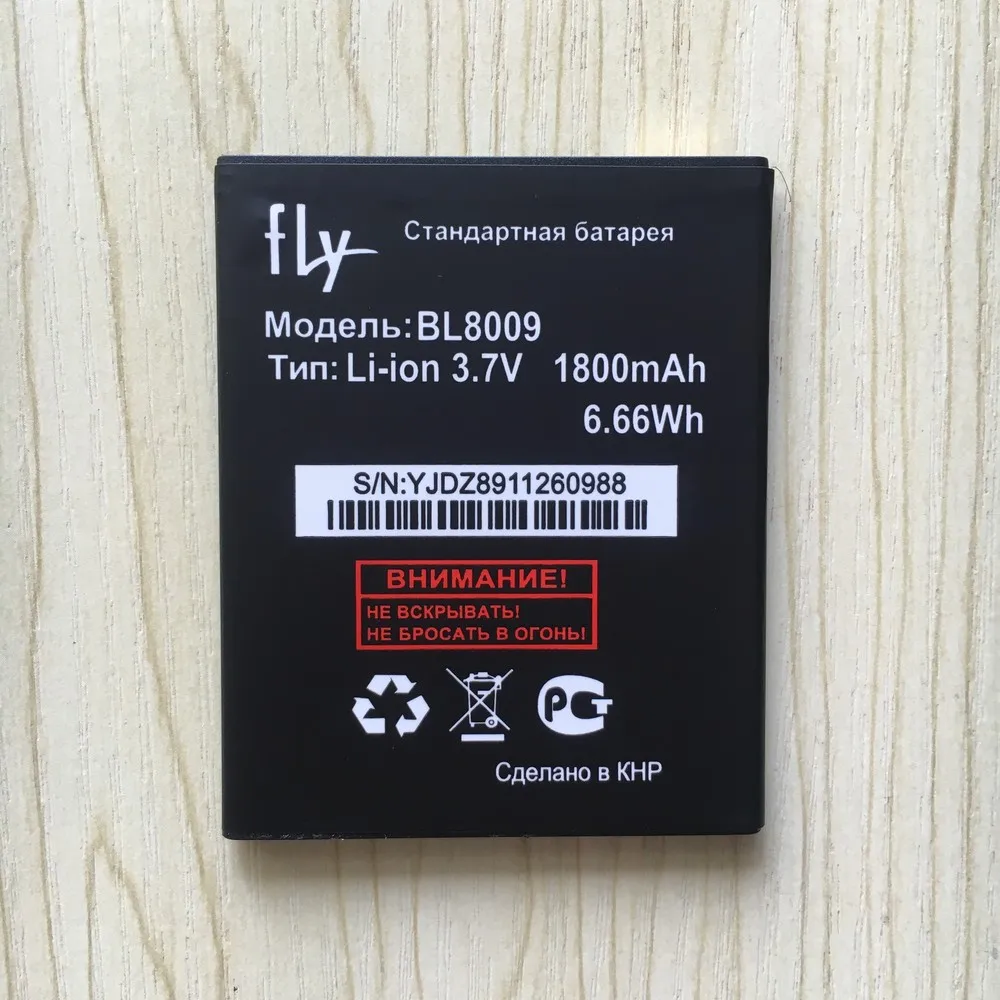 fly Стандартная батарея
Модель: BL8009
Тип: Li-ion 3.7V 1800mAh
6.66Wh
S/N:YJDZ8911260988
ВНИМАНИЕ!
НЕ ВСКРЫВАТЬ!
НЕ БРОСАТЬ В ОГОНЬ!
РСТ
Сделано в КНР